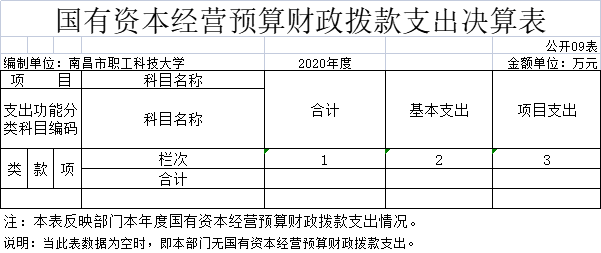 国有资本经营预算财政拨款支出决算表
公开09表
编制单位：南昌市职工科技大学 2020年度 金额单位：万元
项 目 科目名称 合计 基本支出 项目支出
支出功能分类科目编码 科目名称
类 款 项 栏次 1 2 3
合计
注：本表反映部门本年度国有资本经营预算财政拨款支出情况。
说明：当此表数据为空时，即本部门无国有资本经营预算财政拨款支出。